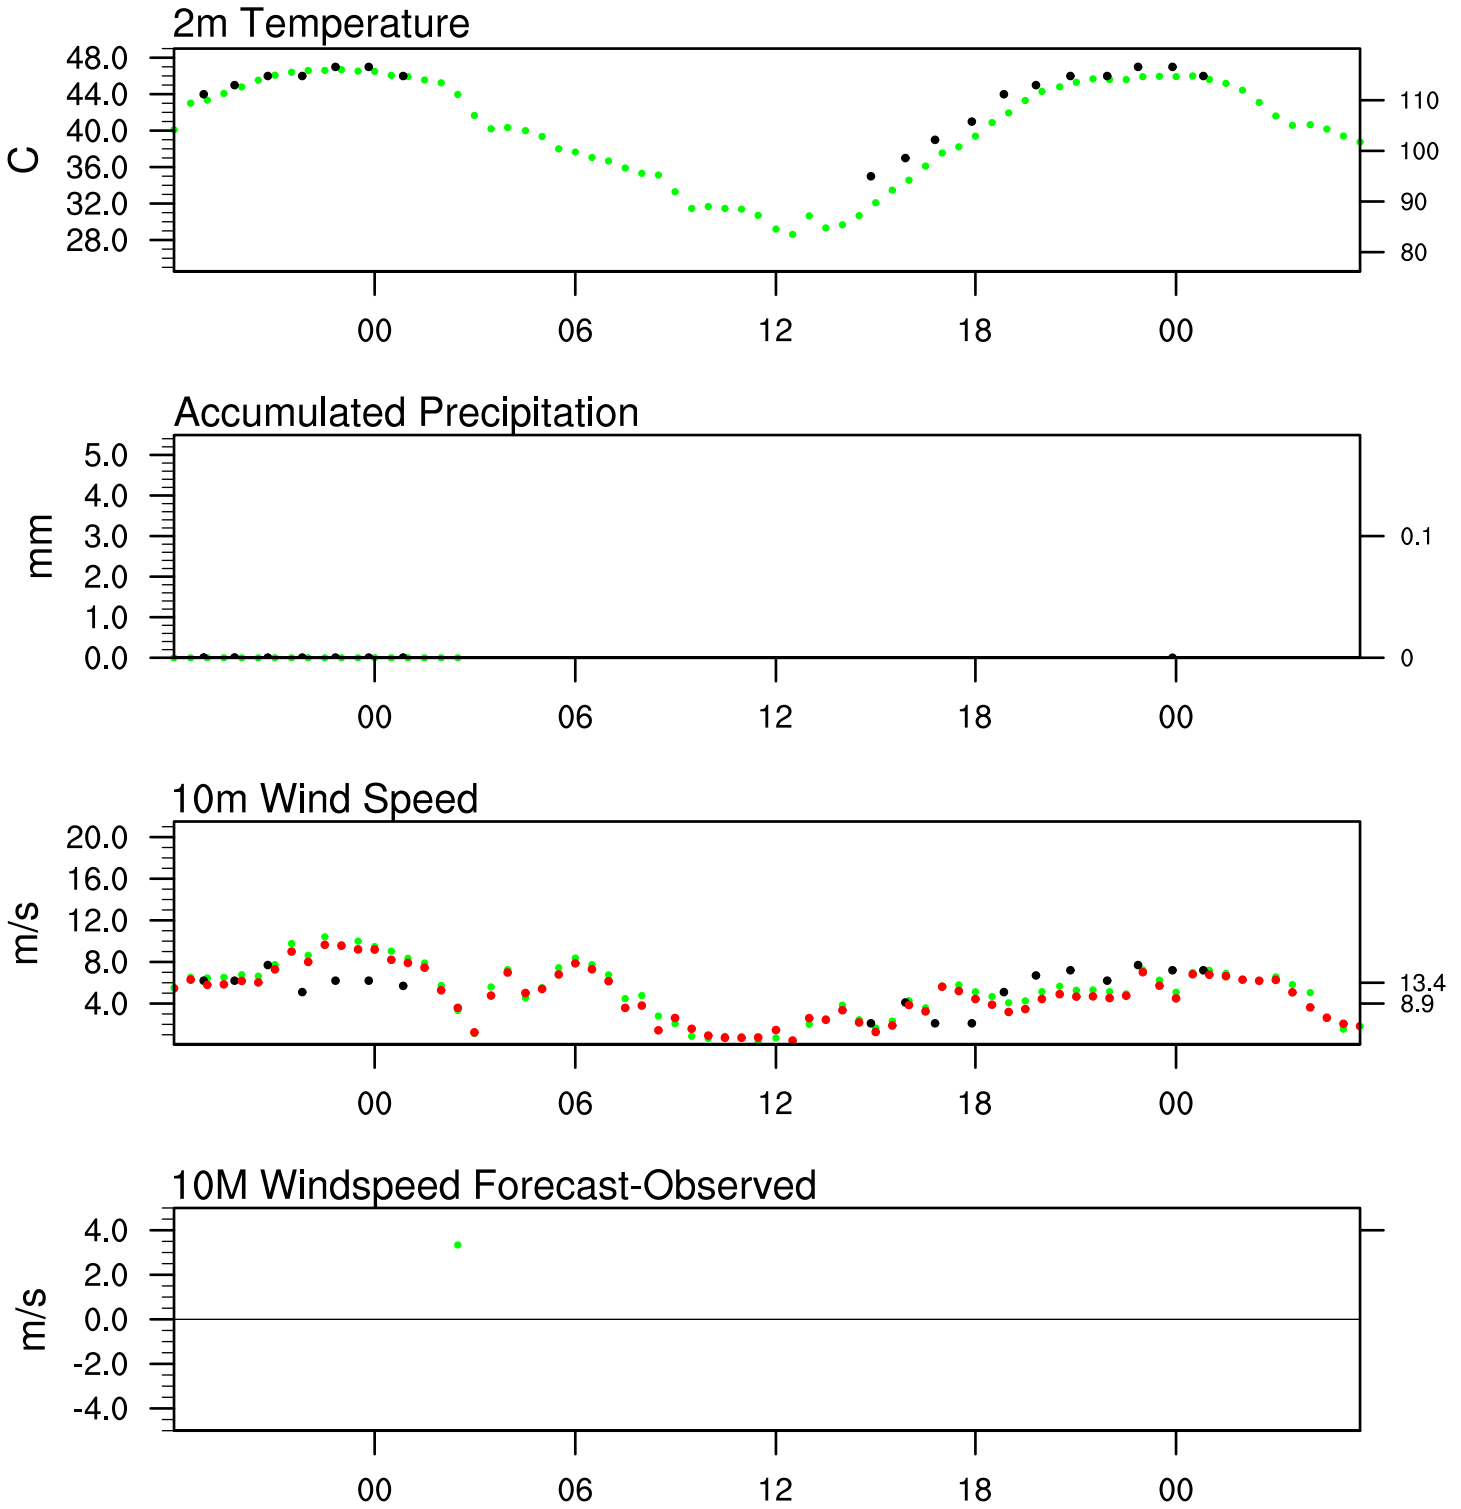 2m Temperature
48.0
44.0
40.0
36.0
32.0
28.0
C
110
100
90
80
00 06 12 18 00
Accumulated Precipitation
5.0
4.0
3.0
2.0
1.0
0.0
mm
0.1
0
00 06 12 18 00
10m Wind Speed
20.0
16.0
12.0
8.0
4.0
m/s
13.4
8.9
00 06 12 18 00
10M Windspeed Forecast-Observed
4.0
2.0
0.0
-2.0
-4.0
m/s
00 06 12 18 00